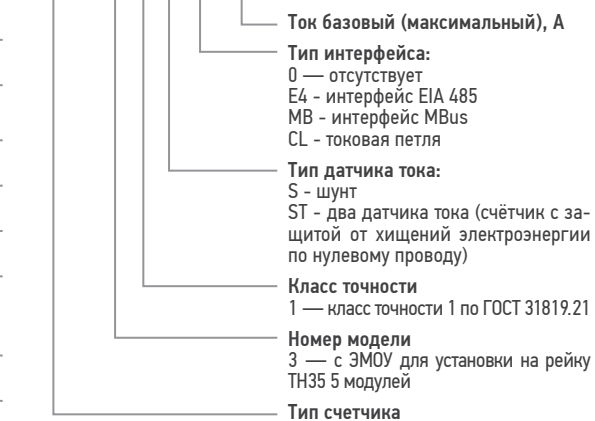 Ток базовый (максимальный), А
Тип интерфейса:
0 — отсутствует
E4 - интерфейс EIA 485
MB - интерфейс MBus
CL - токовая петля
Тип датчика тока:
S - шунт
ST - два датчика тока (счётчик с за-
щитой от хищений электроэнергии
по нулевому проводу)
Класс точности
1 — класс точности 1 по ГОСТ 31819.21
Номер модели
3 — с ЭМОУ для установки на рейку
ТН35 5 модулей
Тип счетчика